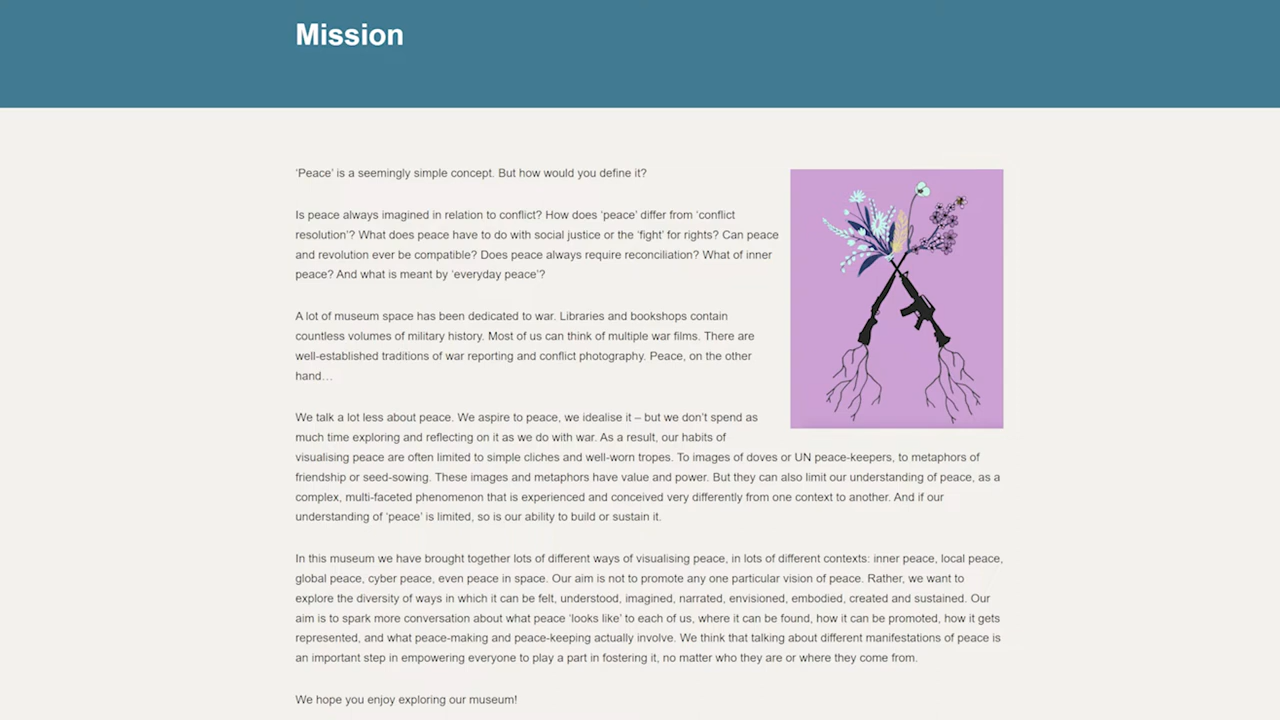 Mission
‘Peace’ is a seemingly simple concept. But how would you define it?
Is peace always imagined in relation to conflict? How does ‘peace’ differ from ‘conflict
resolution’? What does peace have to do with social justice or the ‘fight’ for rights? Can peace
and revolution ever be compatible? Does peace always require reconciliation? What of inner
peace? And what is meant by ‘everyday peace’?
A lot of museum space has been dedicated to war. Libraries and bookshops contain
countless volumes of military history. Most of us can think of multiple war films. There are
well-established traditions of war reporting and conflict photography. Peace, on the other
hand…
We talk a lot less about peace. We aspire to peace, we idealise it – but we don’t spend as
much time exploring and reflecting on it as we do with war. As a result, our habits of
visualising peace are often limited to simple cliches and well-worn tropes. To images of doves or UN peace-keepers, to metaphors of
friendship or seed-sowing. These images and metaphors have value and power. But they can also limit our understanding of peace, as a
complex, multi-faceted phenomenon that is experienced and conceived very differently from one context to another. And if our
understanding of ‘peace’ is limited, so is our ability to build or sustain it.
In this museum we have brought together lots of different ways of visualising peace, in lots of different contexts: inner peace, local peace,
global peace, cyber peace, even peace in space. Our aim is not to promote any one particular vision of peace. Rather, we want to
explore the diversity of ways in which it can be felt, understood, imagined, narrated, envisioned, embodied, created and sustained. Our
aim is to spark more conversation about what peace ‘looks like’ to each of us, where it can be found, how it can be promoted, how it gets
represented, and what peace-making and peace-keeping actually involve. We think that talking about different manifestations of peace is
an important step in empowering everyone to play a part in fostering it, no matter who they are or where they come from.
We hope you enjoy exploring our museum!